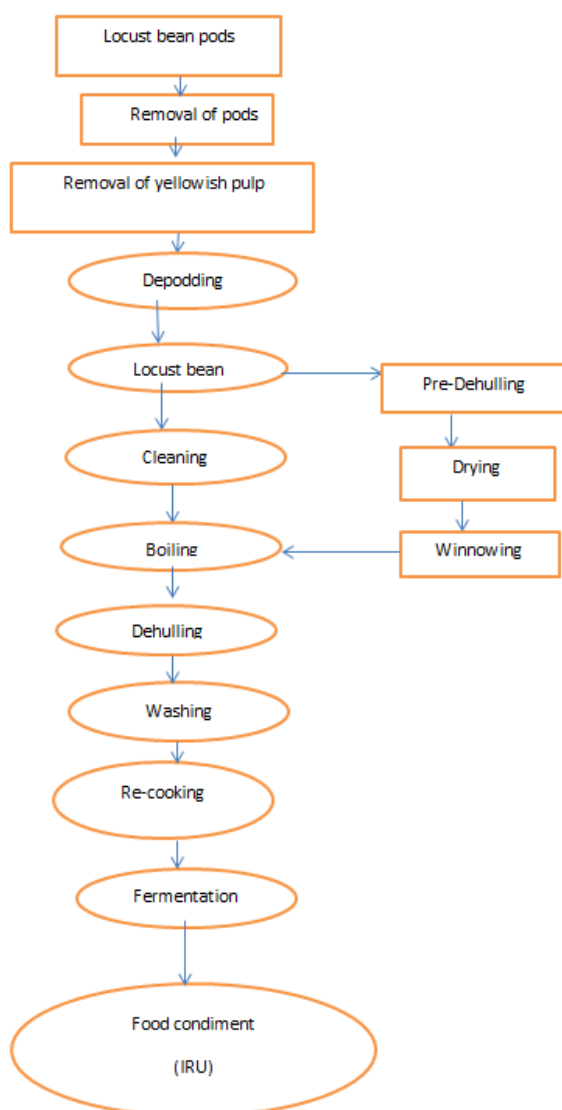 Locust bean pods
Removal of pods
Removal of yellowish pulp
Depodding
Locust bean
Pre-Dehulling
Cleaning
Drying
Boiling
Winnowing
Dehulling
Washing
Re-cooking
Fermentation
Food condiment
(IRU)